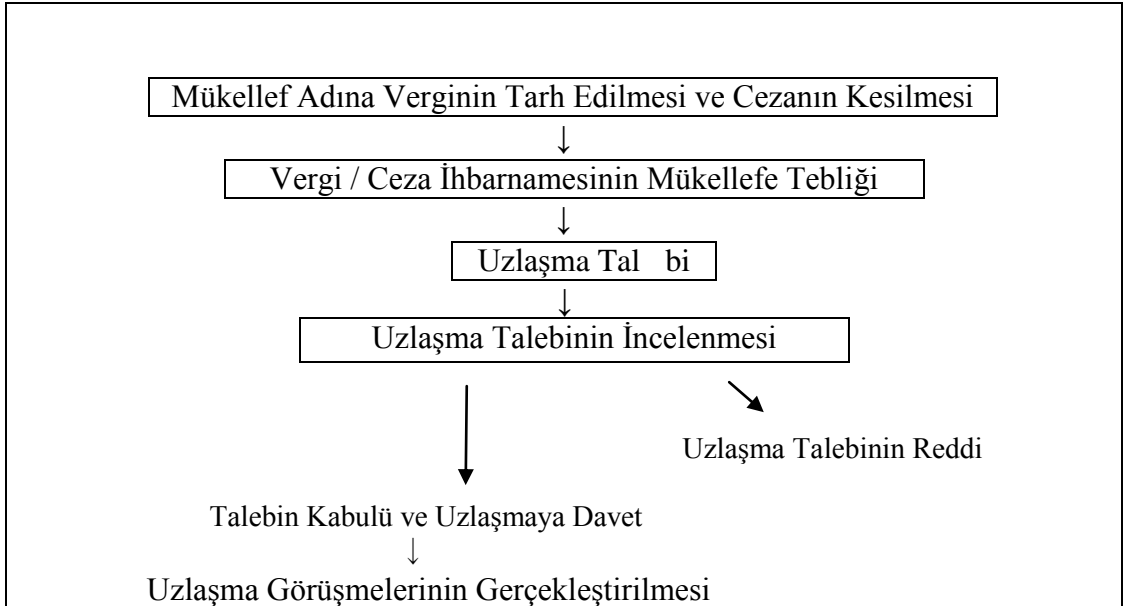 Mükellef Adına Verginin Tarh Edilmesi ve Cezanın Kesilmesi
↓
Vergi / Ceza İhbarnamesinin Mükellefe Tebliği
↓
Uzlaşma Tal bi
↓
Uzlaşma Talebinin İncelenmesi
Uzlaşma Talebinin Reddi
Talebin Kabulü ve Uzlaşmaya Davet
↓
Uzlaşma Görüşmelerinin Gerçekleştirilmesi